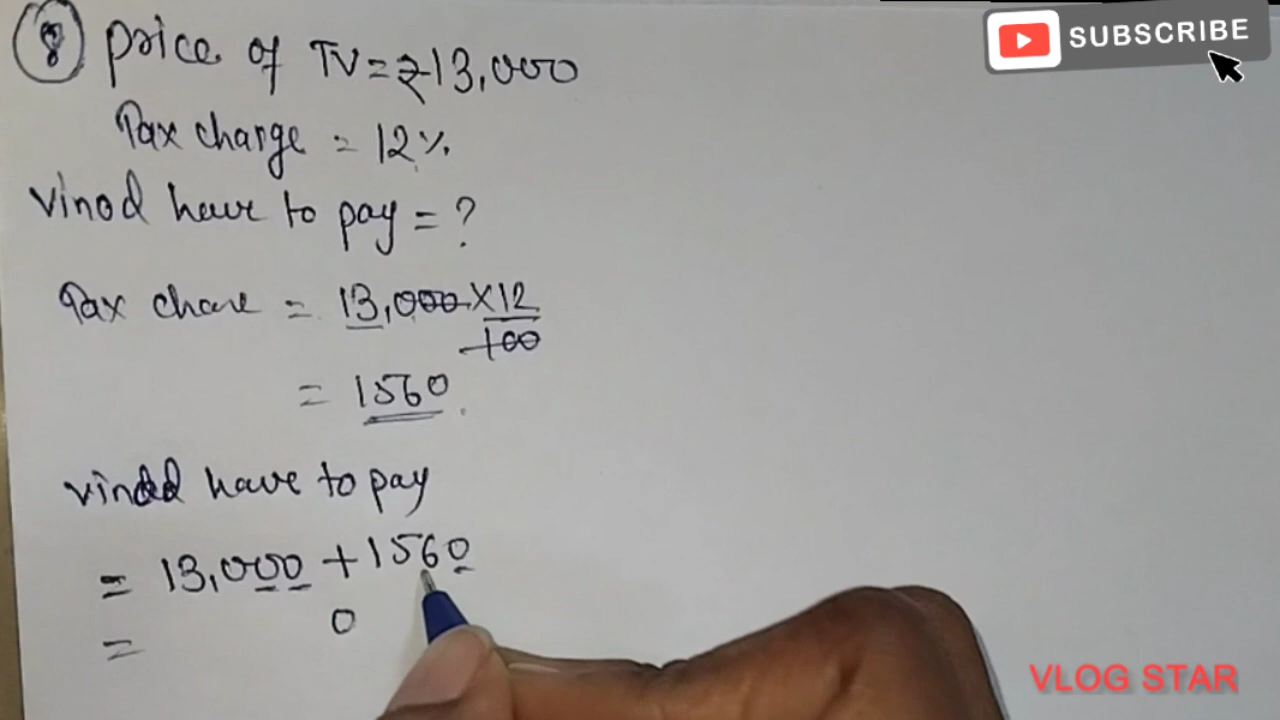 8 price of TV = ₹13,000
SUBSCRIBE
Tax charge = 12%
Vinod have to pay = ?
Tax chare = 13,000 × 12
100
= 1560
vinod have to pay
= 13,000 + 1560
= 0
VLOG STAR